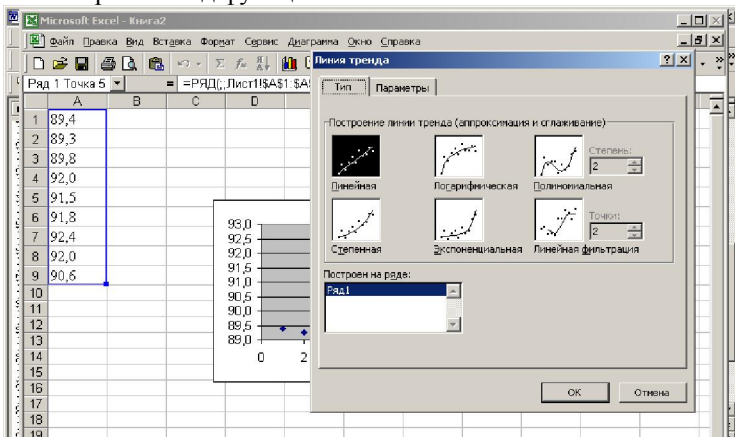 Microsoft Excel - Книга2
Файл Правка Вид Вставка Формат Сервис Диаграмма Окно Справка
Ряд 1 Точка 5 = =РЯД(;;Лист1!$A$1:$A$
A B C D
1 89,4
2 89,3
3 89,8
4 92,0
5 91,5
6 91,8
7 92,4
8 92,0
9 90,6
10
11
12
13
14
15
16
17
18
19
93,0
92,5
92,0
91,5
91,0
90,5
90,0
89,5
89,0
0 2
Линия тренда
Тип Параметры
Построение линии тренда (аппроксимация и сглаживание)
Степень:
2
Линейная Логарифмическая Полиномиальная
Точки:
2
Степенная Экспоненциальная Линейная фильтрация
Построен на ряде:
Ряд1
ОК Отмена